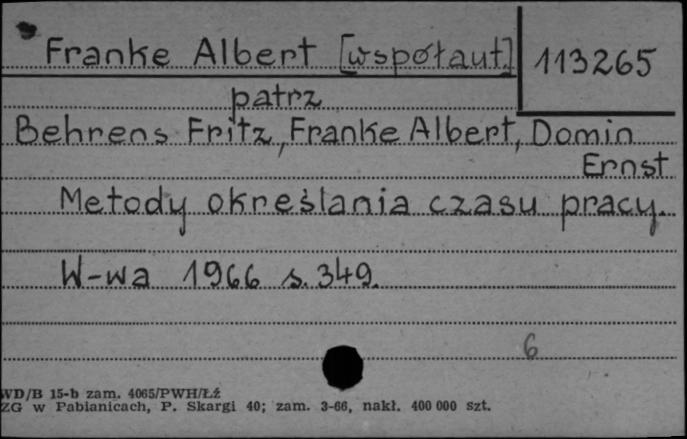 Franke Albert [współaut.] 113265
patrz
Behrens Fritz, Franke Albert, Domin
Ernst
Metody określania czasu pracy.
W-wa 1966 s. 349.
6
WD/B 15-b zam. 4065/PWH/Łź
ZG w Pabianicach, P. Skargi 40; zam. 3-66, nakł. 400 000 szt.